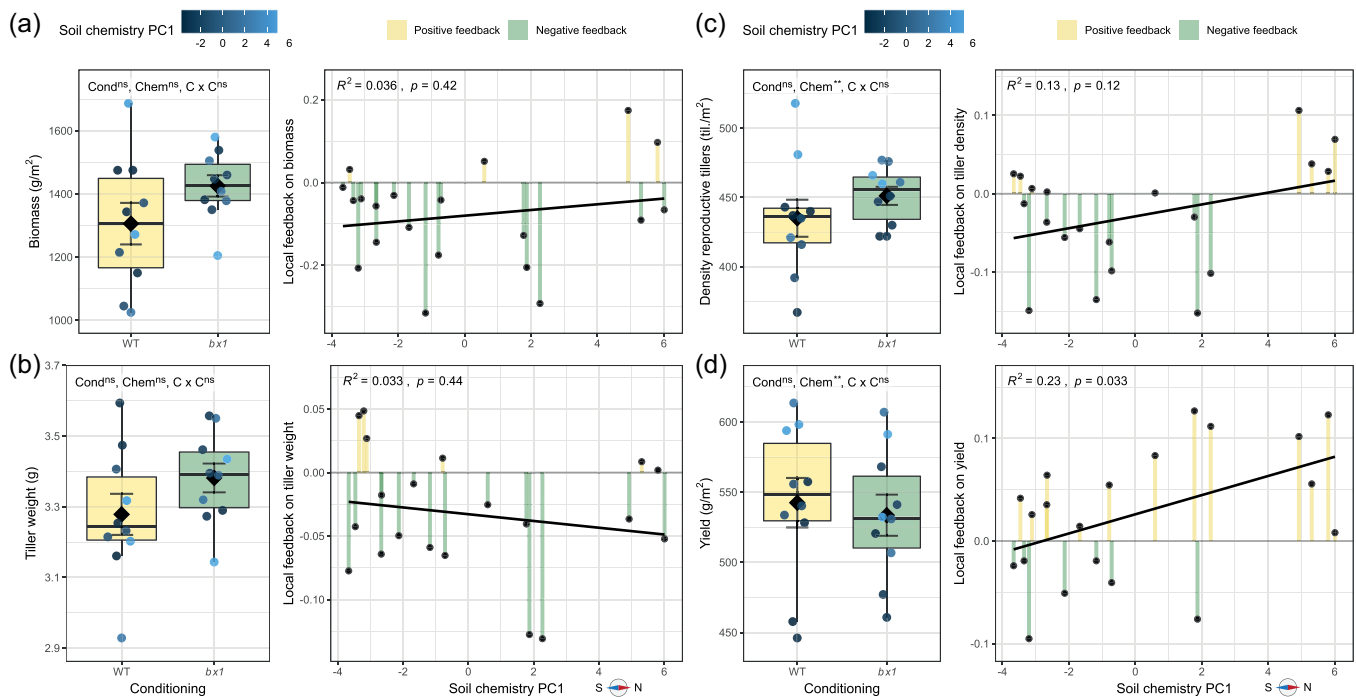 (a)
Soil chemistry PC1
-2 0 2 4 6
Positive feedback
Negative feedback
Cond^ns, Chem^ns, C x C^ns
Biomass (g/m²)
1600
1400
1200
1000
WT
bx1
R² = 0.036 , p = 0.42
Local feedback on biomass
0.2
0.0
-0.2
-4 -2 0 2 4 6
(b)
Cond^ns, Chem^ns, C x C^ns
Tiller weight (g)
3.7
3.5
3.3
3.1
2.9
WT
bx1
Conditioning
R² = 0.033 , p = 0.44
Local feedback on tiller weight
0.05
0.00
-0.05
-0.10
-4 -2 0 2 4 6
Soil chemistry PC1
S N
(c)
Soil chemistry PC1
-2 0 2 4 6
Positive feedback
Negative feedback
Cond^ns, Chem^**, C x C^ns
Density reproductive tillers (til./m²)
500
450
400
WT
bx1
R² = 0.13 , p = 0.12
Local feedback on tiller density
0.1
0.0
-0.1
-4 -2 0 2 4 6
(d)
Cond^ns, Chem^**, C x C^ns
Yield (g/m²)
600
550
500
450
WT
bx1
Conditioning
R² = 0.23 , p = 0.033
Local feedback on yield
0.1
0.0
-0.1
-4 -2 0 2 4 6
Soil chemistry PC1
S N